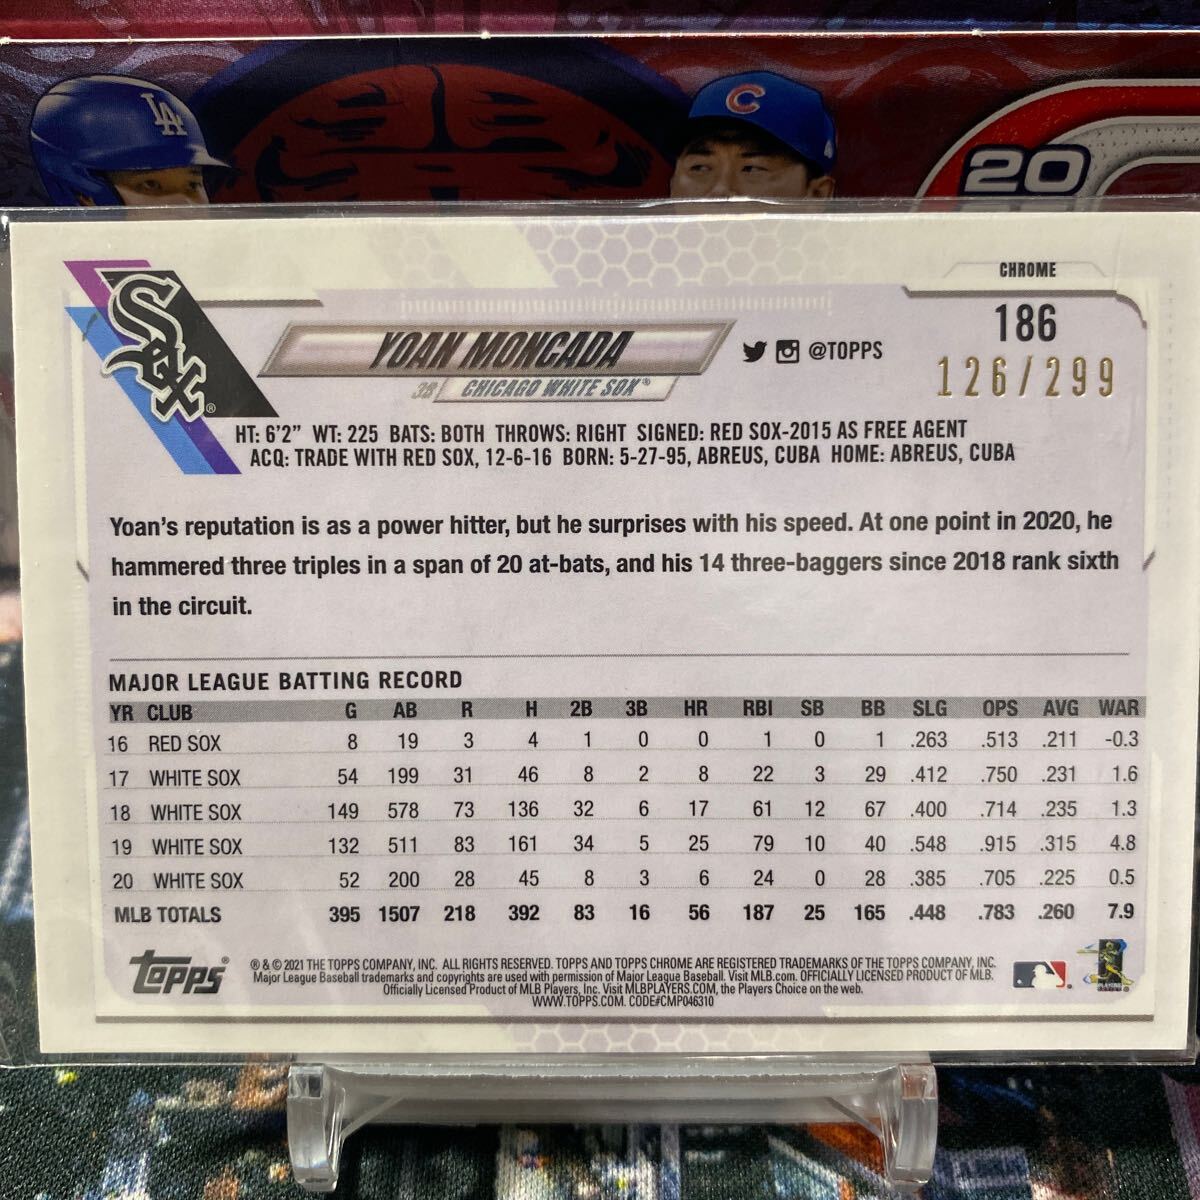 LA
C
20
Sox®
CHROME
186
126/299
YOAN MONCADA
@TOPPS
3B CHICAGO WHITE SOX®
HT: 6'2" WT: 225 BATS: BOTH THROWS: RIGHT SIGNED: RED SOX-2015 AS FREE AGENT
ACQ: TRADE WITH RED SOX, 12-6-16 BORN: 5-27-95, ABREUS, CUBA HOME: ABREUS, CUBA
Yoan's reputation is as a power hitter, but he surprises with his speed. At one point in 2020, he
hammered three triples in a span of 20 at-bats, and his 14 three-baggers since 2018 rank sixth
in the circuit.
MAJOR LEAGUE BATTING RECORD
YR CLUB G AB R H 2B 3B HR RBI SB BB SLG OPS AVG WAR
16 RED SOX 8 19 3 4 1 0 0 1 0 1 .263 .513 .211 -0.3
17 WHITE SOX 54 199 31 46 8 2 8 22 3 29 .412 .750 .231 1.6
18 WHITE SOX 149 578 73 136 32 6 17 61 12 67 .400 .714 .235 1.3
19 WHITE SOX 132 511 83 161 34 5 25 79 10 40 .548 .915 .315 4.8
20 WHITE SOX 52 200 28 45 8 3 6 24 0 28 .385 .705 .225 0.5
MLB TOTALS 395 1507 218 392 83 16 56 187 25 165 .448 .783 .260 7.9
Topps®
® & © 2021 THE TOPPS COMPANY, INC. ALL RIGHTS RESERVED. TOPPS AND TOPPS CHROME ARE REGISTERED TRADEMARKS OF THE TOPPS COMPANY, INC.
Major League Baseball trademarks and copyrights are used with permission of Major League Baseball. Visit MLB.com. OFFICIALLY LICENSED PRODUCT OF MLB.
Officially Licensed Product of MLB Players, Inc. Visit MLBPLAYERS.COM, the Players Choice on the web.
WWW.TOPPS.COM. CODE#CMP046310